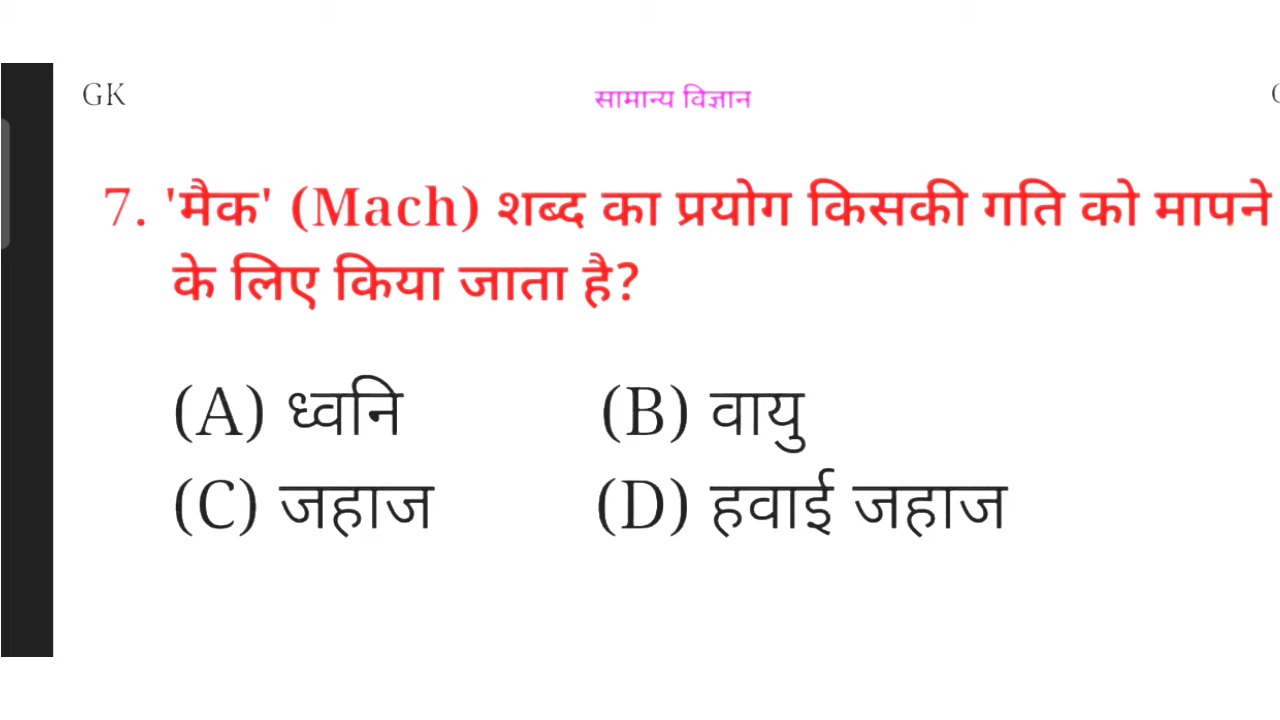 GK
सामान्य विज्ञान
7. 'मैक' (Mach) शब्द का प्रयोग किसकी गति को मापने
के लिए किया जाता है?
(A) ध्वनि (B) वायु
(C) जहाज (D) हवाई जहाज